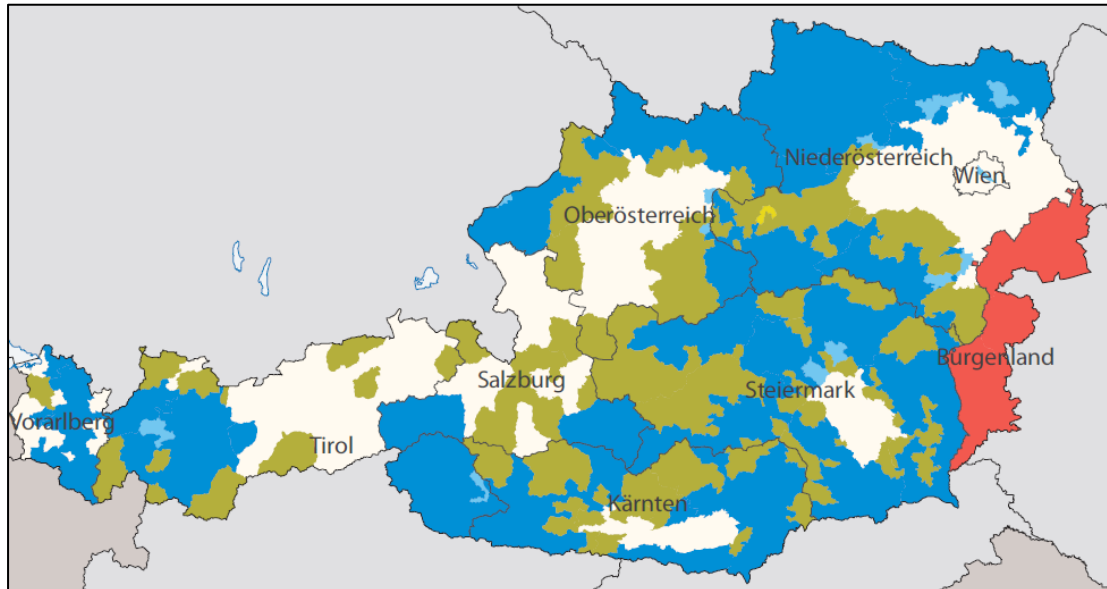 Niederösterreich
Wien
Oberösterreich
Burgenland
Salzburg
Steiermark
Vorarlberg
Tirol
Kärnten